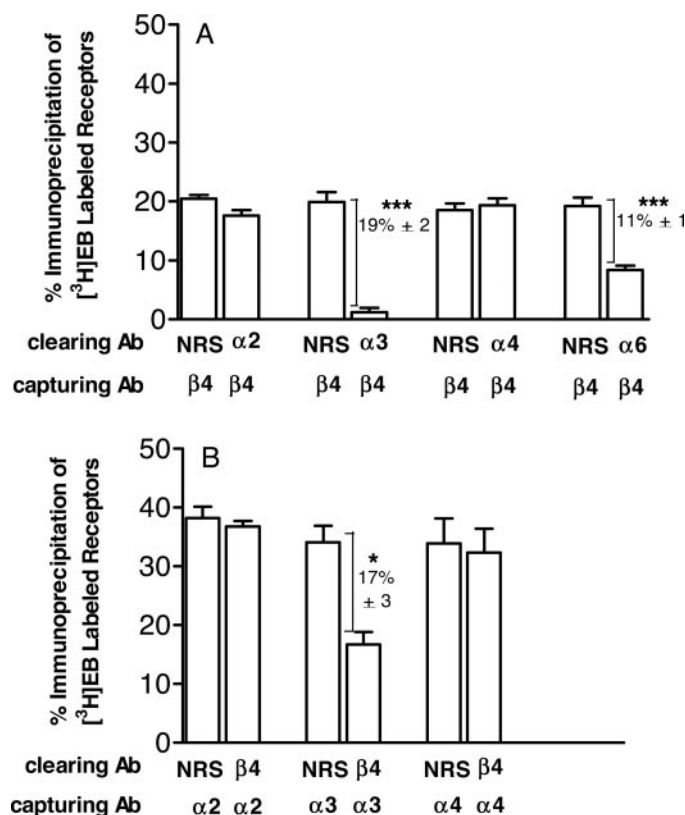 A
% Immunoprecipitation of
[³H]EB Labeled Receptors
50
40
30
20
10
0
***
19% ± 2
***
11% ± 1
clearing Ab NRS α2 NRS α3 NRS α4 NRS α6
capturing Ab β4 β4 β4 β4 β4 β4 β4 β4
B
% Immunoprecipitation of
[³H]EB Labeled Receptors
50
40
30
20
10
0
*
17%
± 3
clearing Ab NRS β4 NRS β4 NRS β4
capturing Ab α2 α2 α3 α3 α4 α4